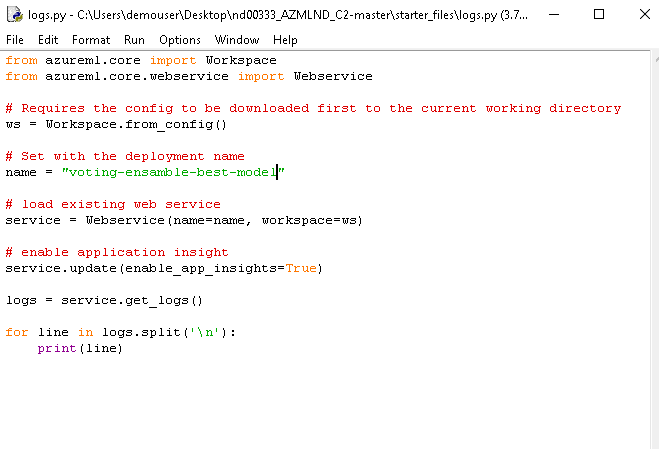 logs.py - C:\Users\demouser\Desktop\nd00333_AZMLND_C2-master\starter_files\logs.py (3.7...
File Edit Format Run Options Window Help
from azureml.core import Workspace
from azureml.core.webservice import Webservice
# Requires the config to be downloaded first to the current working directory
ws = Workspace.from_config()
# Set with the deployment name
name = "voting-ensamble-best-model"
# load existing web service
service = Webservice(name=name, workspace=ws)
# enable application insight
service.update(enable_app_insights=True)
logs = service.get_logs()
for line in logs.split('\n'):
    print(line)